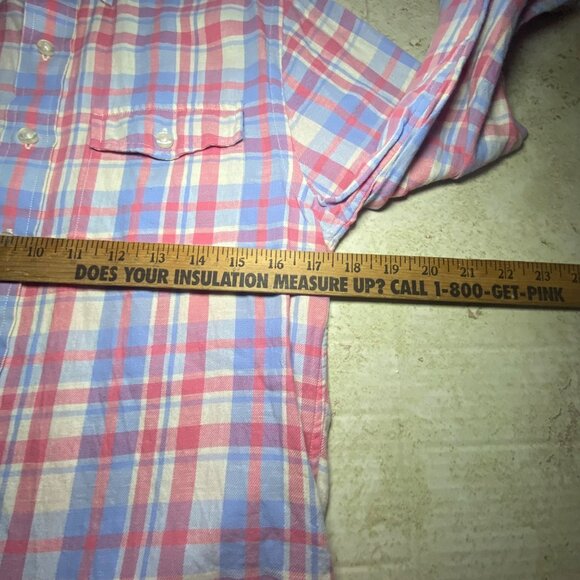 10 11 12 13 14 15 16 17 18 19 20 21 22 23
DOES YOUR INSULATION MEASURE UP? CALL 1-800-GET-PINK